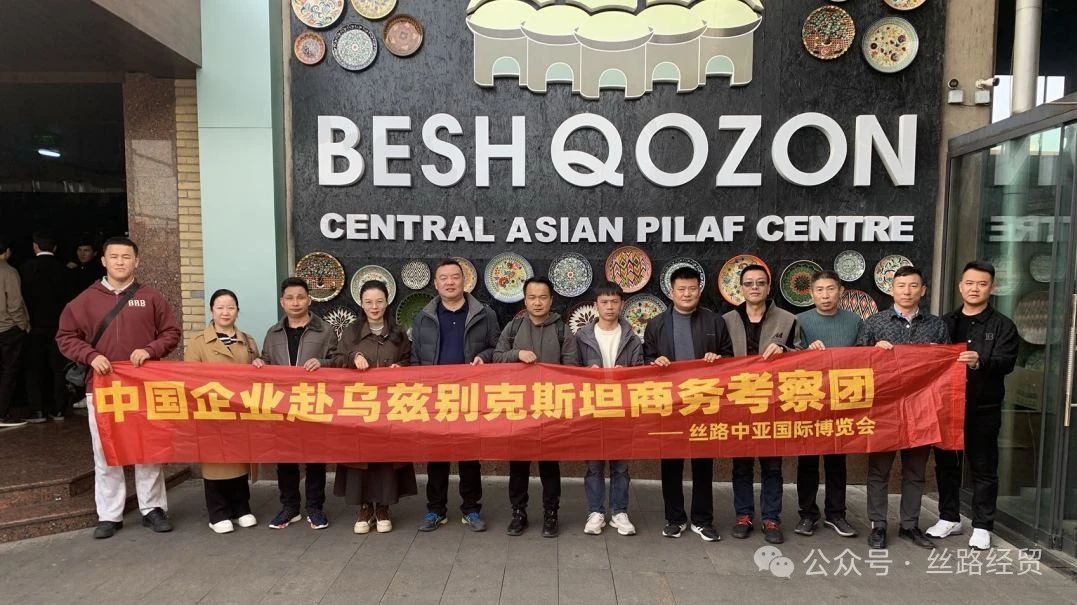 BESH QOZON
CENTRAL ASIAN PILAF CENTRE
BRB
中国企业赴乌兹别克斯坦商务考察团
——丝路中亚国际博览会
公众号 · 丝路经贸